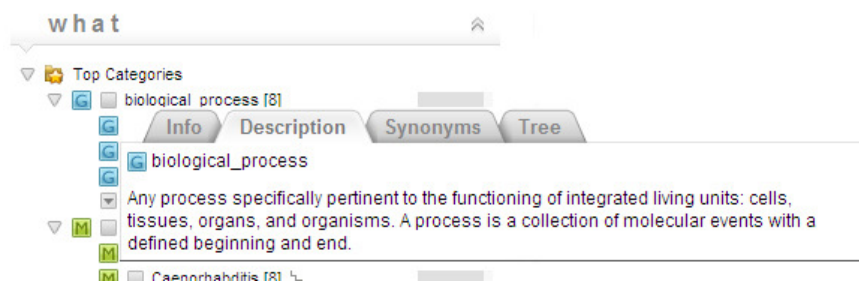 what
Top Categories
G biological_process [8]
Info Description Synonyms Tree
G
G G biological_process
G
Any process specifically pertinent to the functioning of integrated living units: cells,
M tissues, organs, and organisms. A process is a collection of molecular events with a
M defined beginning and end.
M Caenorhabditis [8]